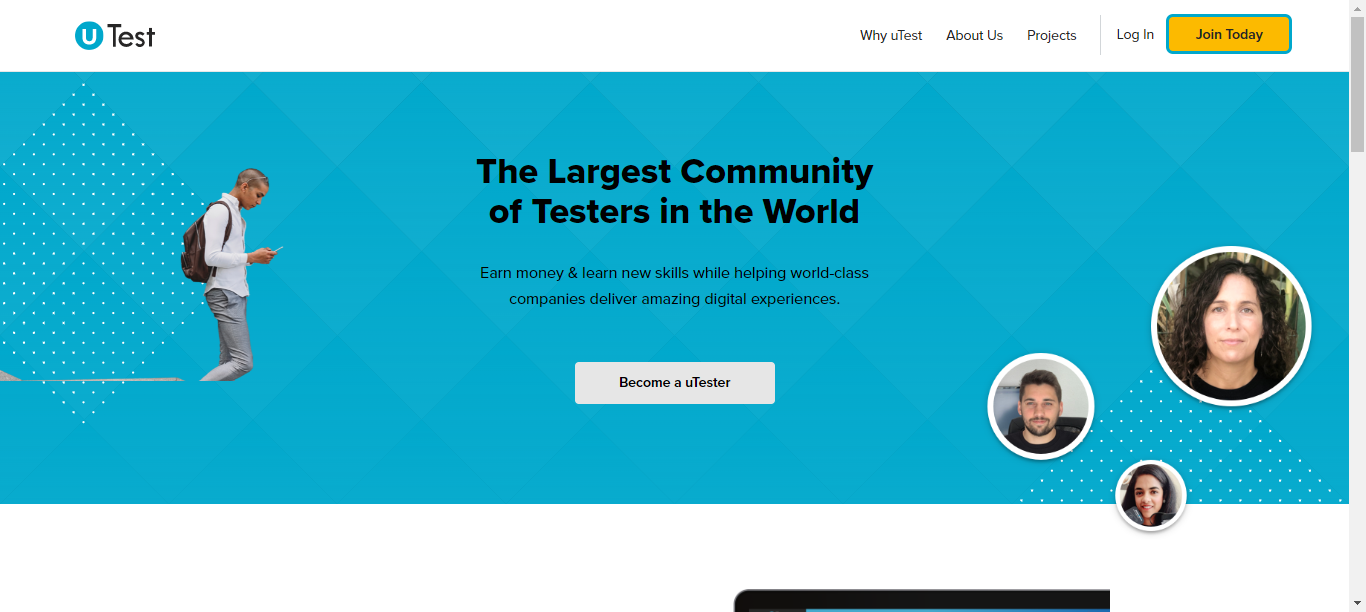 uTest
Why uTest
About Us
Projects
Log In
Join Today
The Largest Community
of Testers in the World
Earn money & learn new skills while helping world-class
companies deliver amazing digital experiences.
Become a uTester